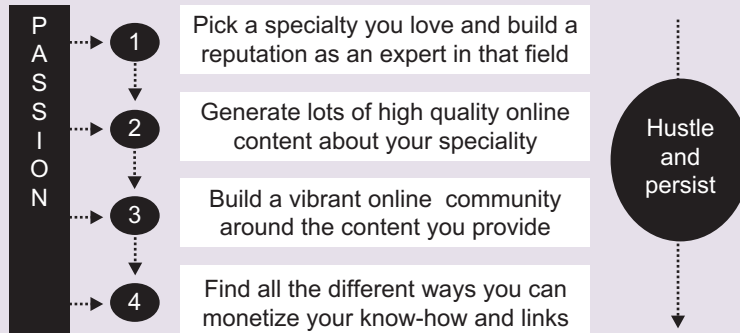 PASSION
1
Pick a specialty you love and build a
reputation as an expert in that field
2
Generate lots of high quality online
content about your speciality
3
Build a vibrant online community
around the content you provide
4
Find all the different ways you can
monetize your know-how and links
Hustle
and
persist